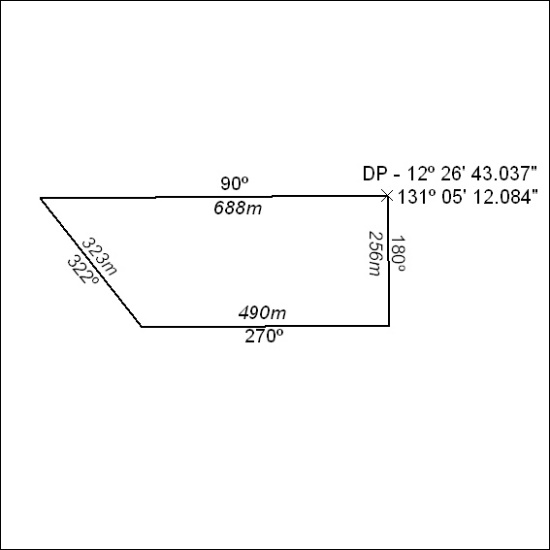 DP - 12º 26' 43.037"
131º 05' 12.084"
90º
688m
323m
322º
256m
180º
490m
270º